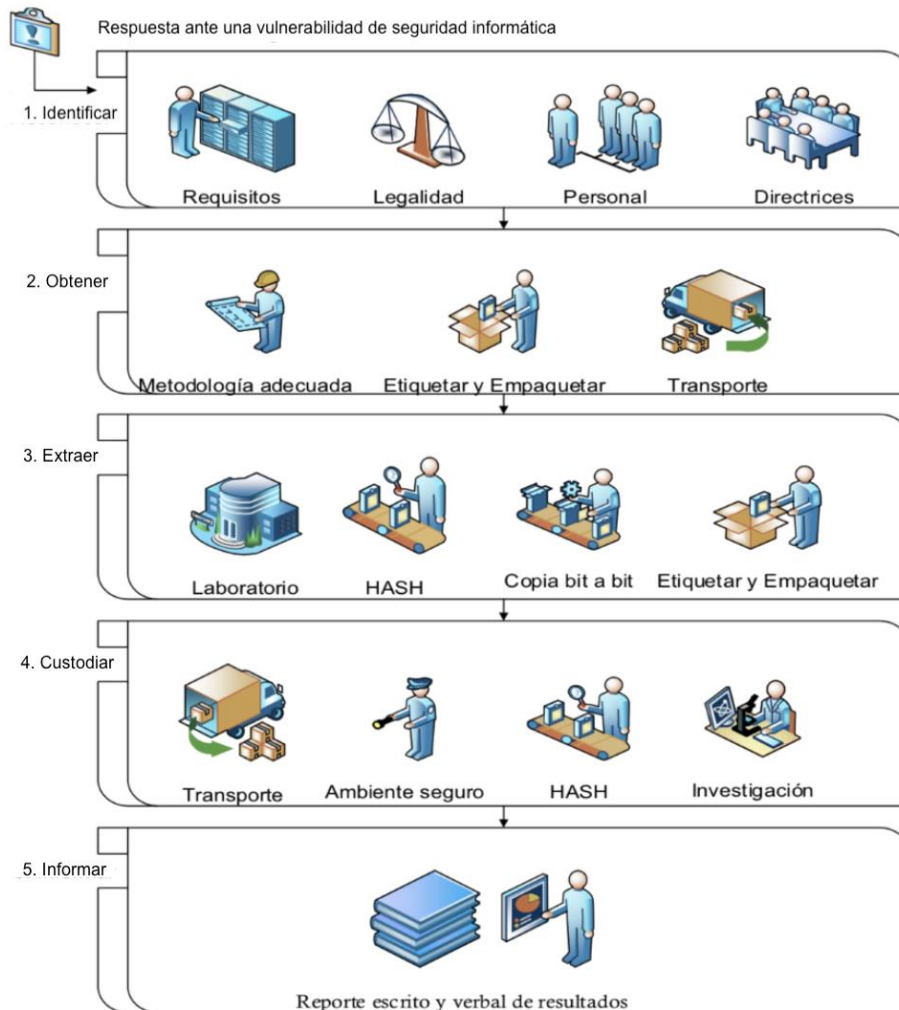 Respuesta ante una vulnerabilidad de seguridad informática
1. Identificar
Requisitos Legalidad Personal Directrices
2. Obtener
Metodología adecuada Etiquetar y Empaquetar Transporte
3. Extraer
Laboratorio HASH Copia bit a bit Etiquetar y Empaquetar
4. Custodiar
Transporte Ambiente seguro HASH Investigación
5. Informar
Reporte escrito y verbal de resultados